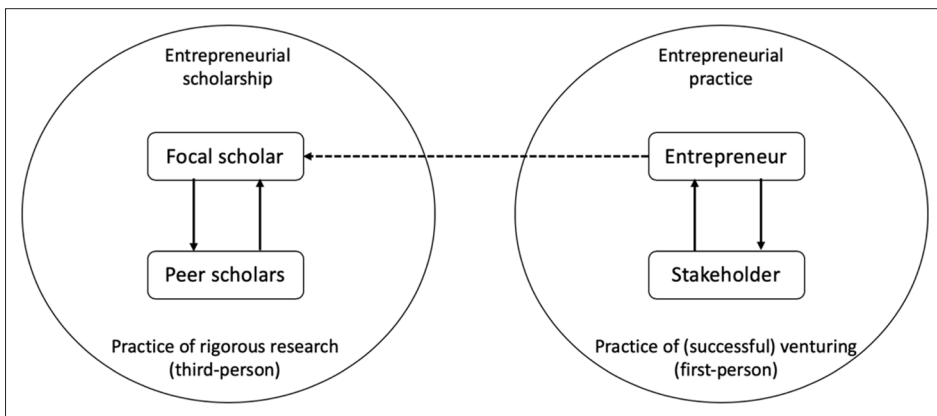 Entrepreneurial
scholarship
Focal scholar
Peer scholars
Practice of rigorous research
(third-person)
Entrepreneurial
practice
Entrepreneur
Stakeholder
Practice of (successful) venturing
(first-person)